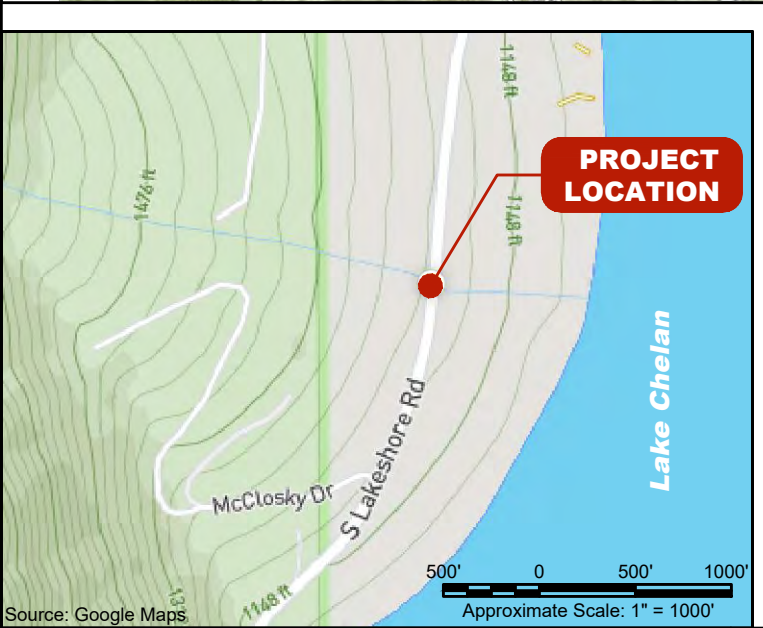 1148 ft
PROJECT
LOCATION
1476 ft
1148 ft
Lake Chelan
S Lakeshore Rd
McClosky Dr
500' 0 500' 1000'
1148 ft
Source: Google Maps
Approximate Scale: 1" = 1000'